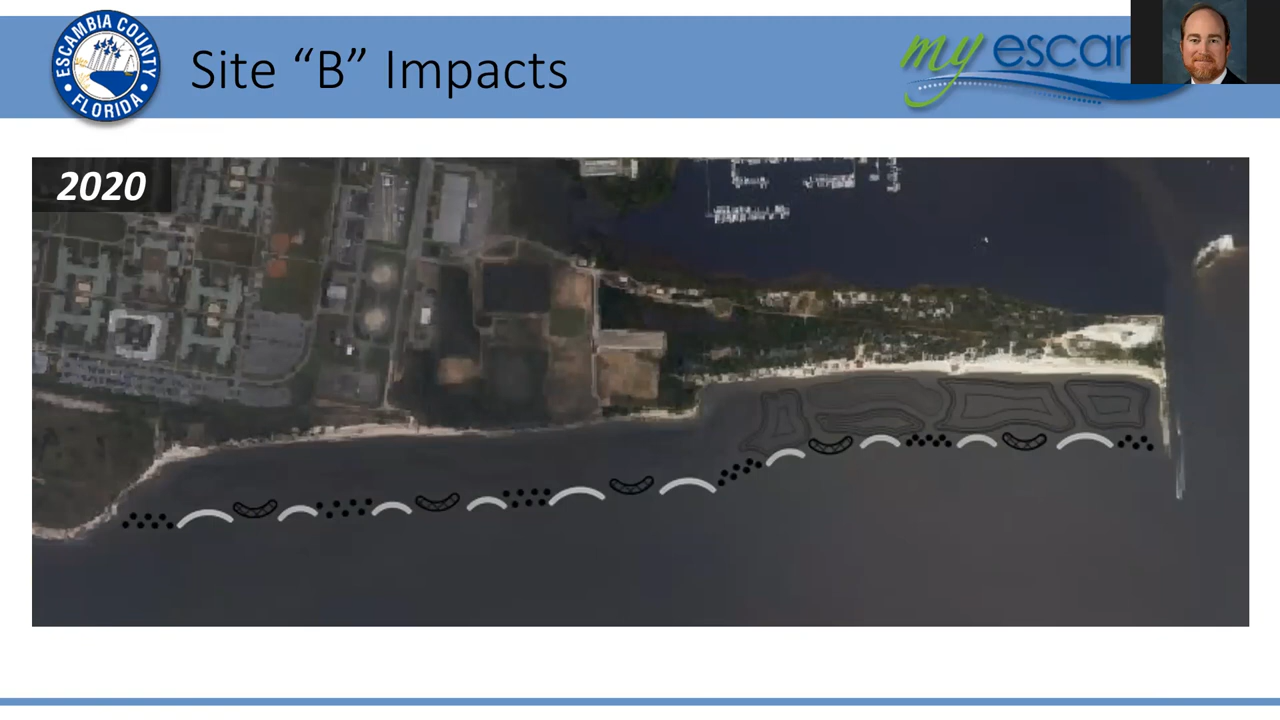 ESCAMBIA COUNTY
FLORIDA
Site “B” Impacts
my escar
2020